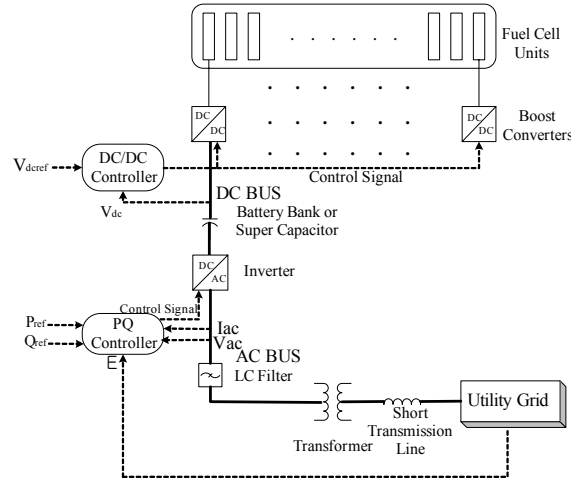 Fuel Cell
Units
DC
DC
DC
DC
Boost
Converters
DC/DC
Controller
Vdcref
Control Signal
Vdc
DC BUS
Battery Bank or
Super Capacitor
DC
AC
Inverter
Control Signal
Pref
Qref
PQ
Controller
E
Iac
Vac
AC BUS
LC Filter
Transformer
Short
Transmission
Line
Utility Grid